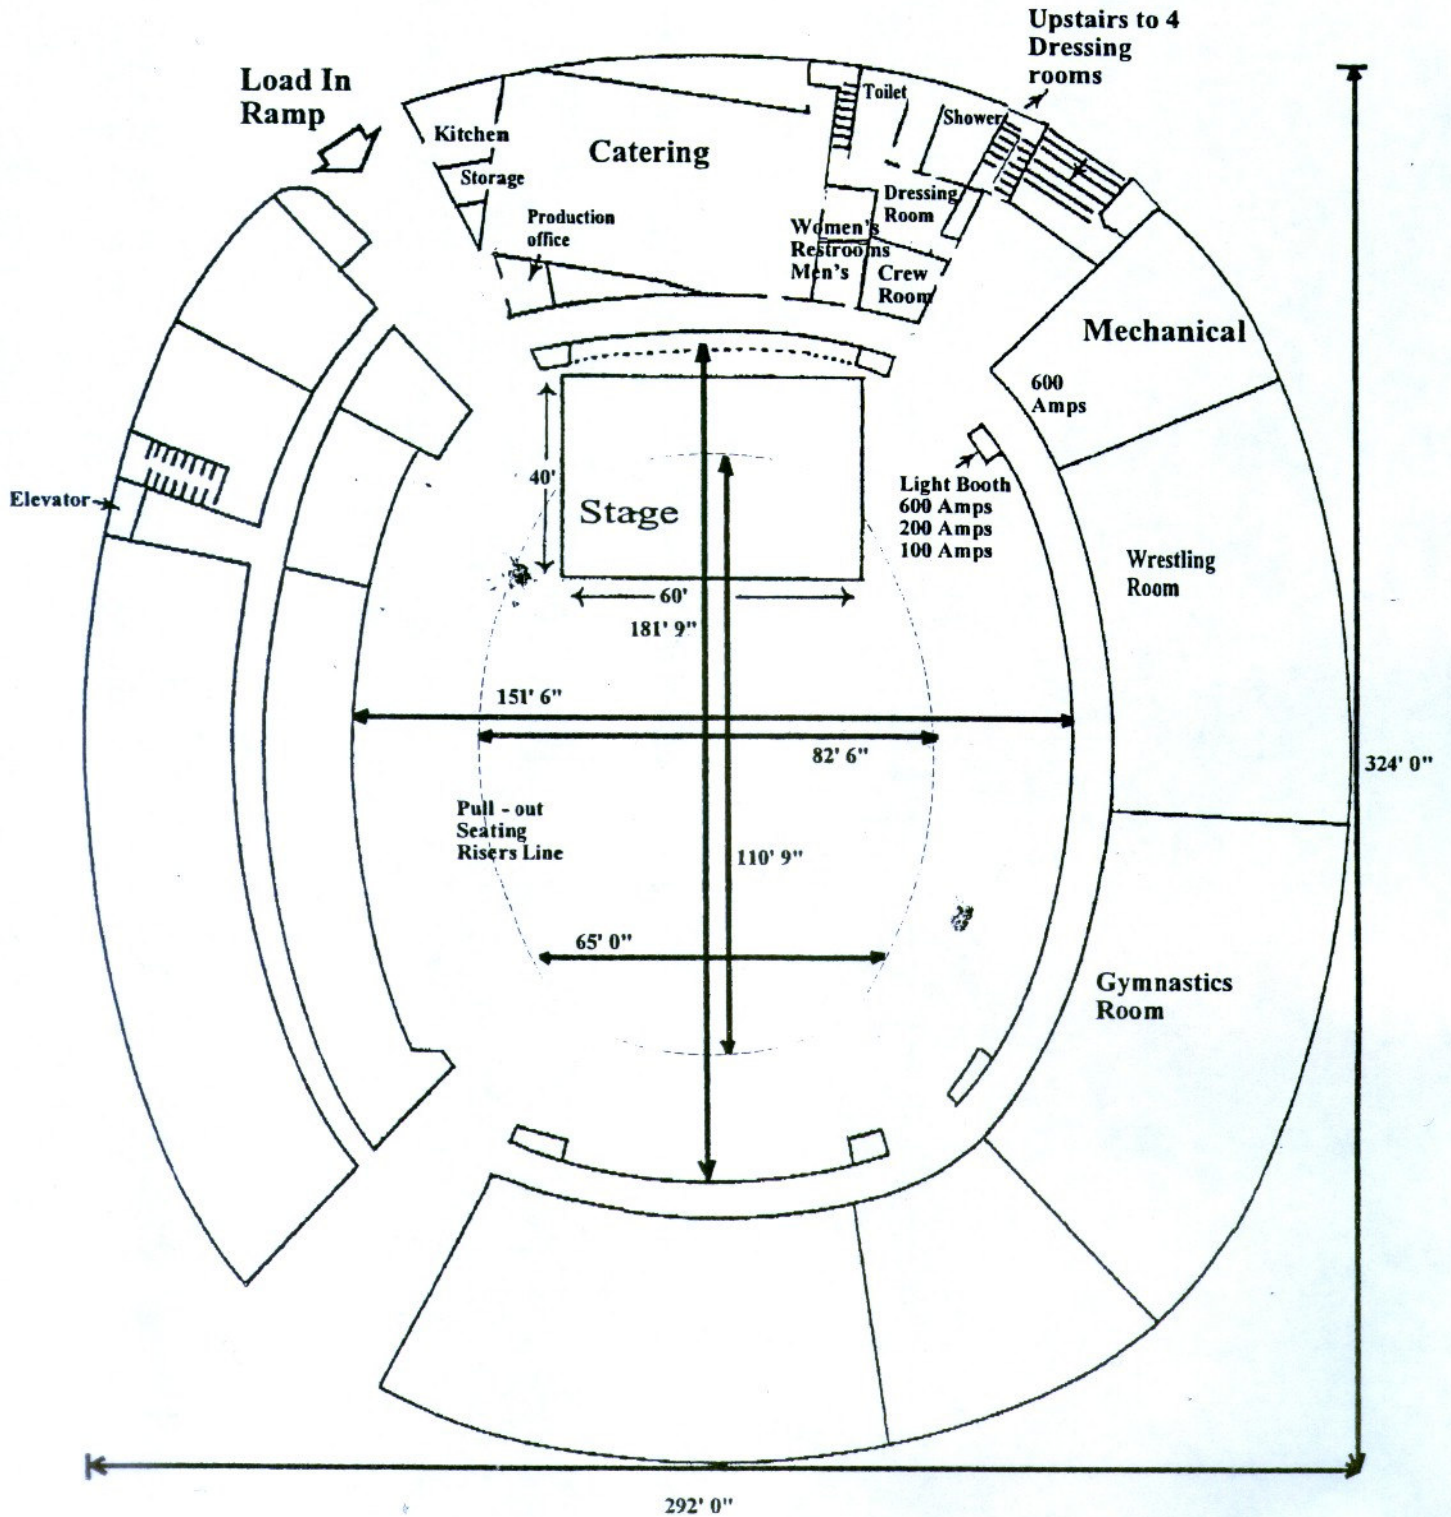 Upstairs to 4
Dressing
rooms
Load In
Ramp
Toilet
Shower
Kitchen
Catering
Storage
Dressing
Room
Production
office
Women's
Restrooms
Men's
Crew
Room
Mechanical
600
Amps
40'
Stage
Elevator
Light Booth
600 Amps
200 Amps
100 Amps
Wrestling
Room
60'
181' 9"
151' 6"
82' 6"
324' 0"
Pull - out
Seating
Risers Line
110' 9"
65' 0"
Gymnastics
Room
292' 0"